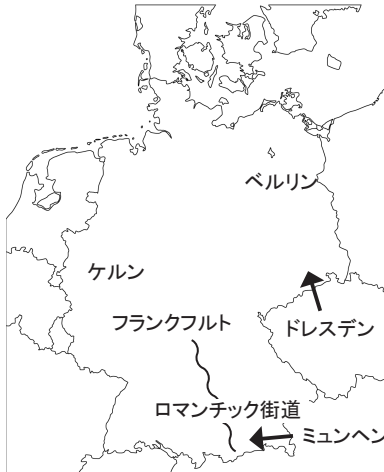 ベルリン
ケルン
フランクフルト
ドレスデン
ロマンチック街道
ミュンヘン